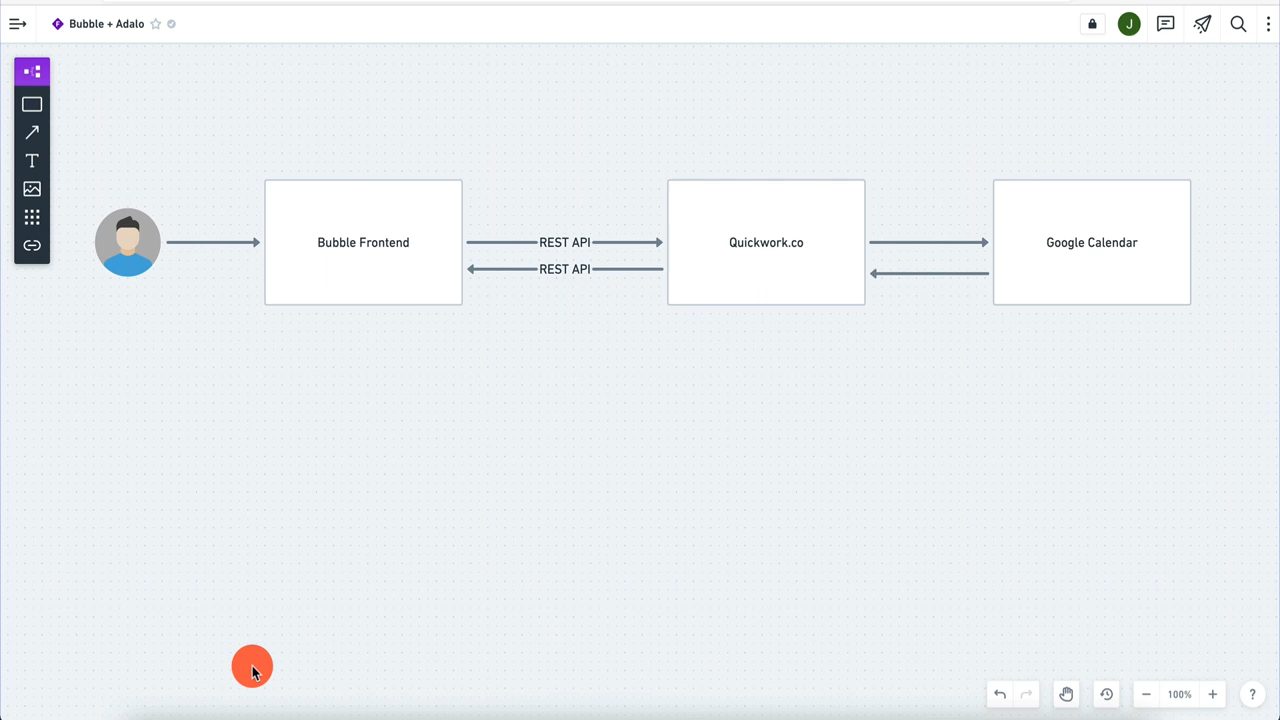 Bubble + Adalo
J
Bubble Frontend
REST API
REST API
Quickwork.co
Google Calendar
T
100%
?